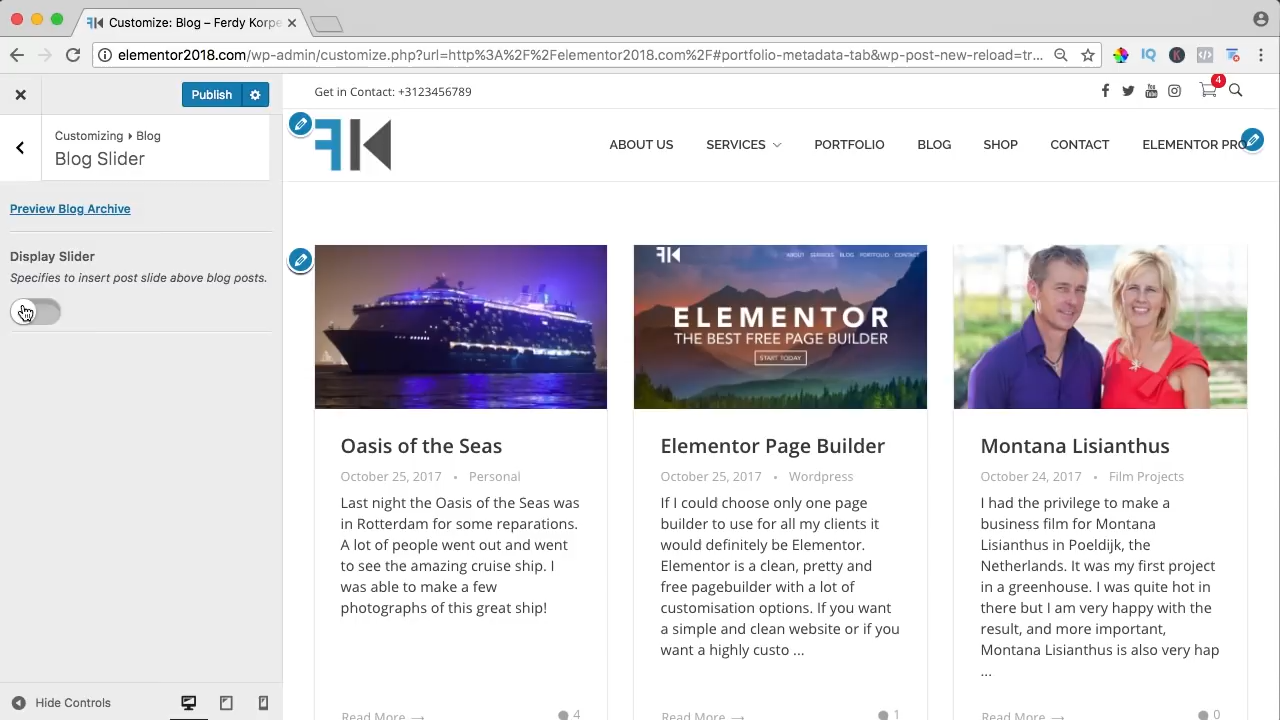 Customize: Blog – Ferdy Korpe
elementor2018.com/wp-admin/customize.php?url=http%3A%2F%2Felementor2018.com%2F#portfolio-metadata-tab&wp-post-new-reload=tr...
Publish
Customizing ▸ Blog
Blog Slider
Preview Blog Archive
Display Slider
Specifies to insert post slide above blog posts.
Hide Controls
Get in Contact: +3123456789
4
FK
ABOUT US SERVICES PORTFOLIO BLOG SHOP CONTACT ELEMENTOR PRO
FK
ABOUT SERVICES BLOG PORTFOLIO CONTACT
ELEMENTOR
THE BEST FREE PAGE BUILDER
START TODAY
Oasis of the Seas
October 25, 2017 • Personal
Last night the Oasis of the Seas was
in Rotterdam for some reparations.
A lot of people went out and went
to see the amazing cruise ship. I
was able to make a few
photographs of this great ship!
Read More → 4
Elementor Page Builder
October 25, 2017 • Wordpress
If I could choose only one page
builder to use for all my clients it
would definitely be Elementor.
Elementor is a clean, pretty and
free pagebuilder with a lot of
customisation options. If you want
a simple and clean website or if you
want a highly custo ...
Read More → 1
Montana Lisianthus
October 24, 2017 • Film Projects
I had the privilege to make a
business film for Montana
Lisianthus in Poeldijk, the
Netherlands. It was my first project
in a greenhouse. I was quite hot in
there but I am very happy with the
result, and more important,
Montana Lisianthus is also very hap
...
Read More → 0